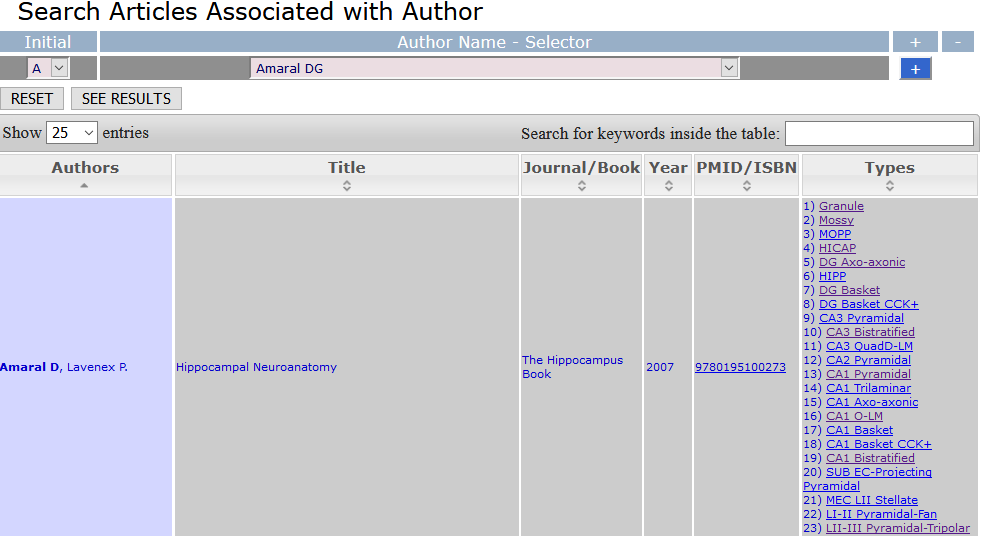 Search Articles Associated with Author
Initial Author Name - Selector + -
A Amaral DG +
RESET SEE RESULTS
Show 25 entries Search for keywords inside the table:
Authors Title Journal/Book Year PMID/ISBN Types
Amaral D, Lavenex P. Hippocampal Neuroanatomy The Hippocampus
Book 2007 9780195100273
1) Granule
2) Mossy
3) MOPP
4) HICAP
5) DG Axo-axonic
6) HIPP
7) DG Basket
8) DG Basket CCK+
9) CA3 Pyramidal
10) CA3 Bistratified
11) CA3 QuadD-LM
12) CA2 Pyramidal
13) CA1 Pyramidal
14) CA1 Trilaminar
15) CA1 Axo-axonic
16) CA1 O-LM
17) CA1 Basket
18) CA1 Basket CCK+
19) CA1 Bistratified
20) SUB EC-Projecting
Pyramidal
21) MEC LII Stellate
22) LI-II Pyramidal-Fan
23) LII-III Pyramidal-Tripolar